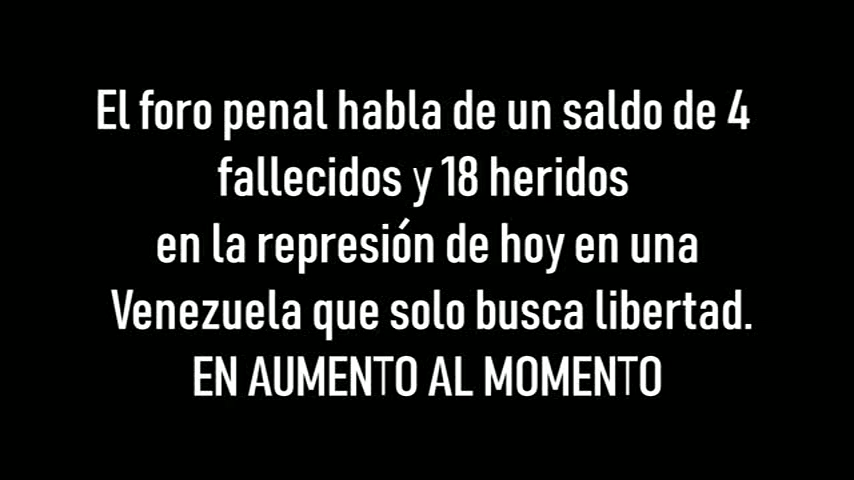 El foro penal habla de un saldo de 4
fallecidos y 18 heridos
en la represión de hoy en una
Venezuela que solo busca libertad.
EN AUMENTO AL MOMENTO